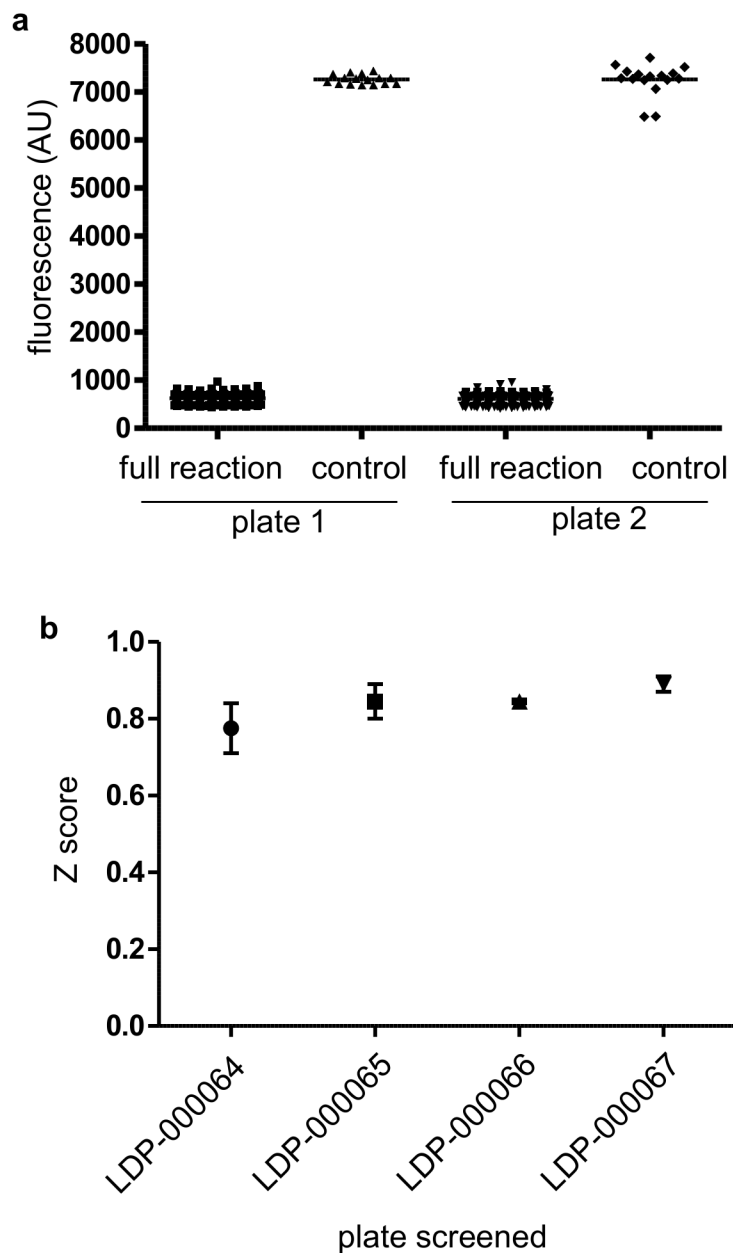 a
fluorescence (AU)
8000
7000
6000
5000
4000
3000
2000
1000
0
full reaction control full reaction control
plate 1 plate 2
b
Z score
1.0
0.8
0.6
0.4
0.2
0.0
LDP-000064
LDP-000065
LDP-000066
LDP-000067
plate screened